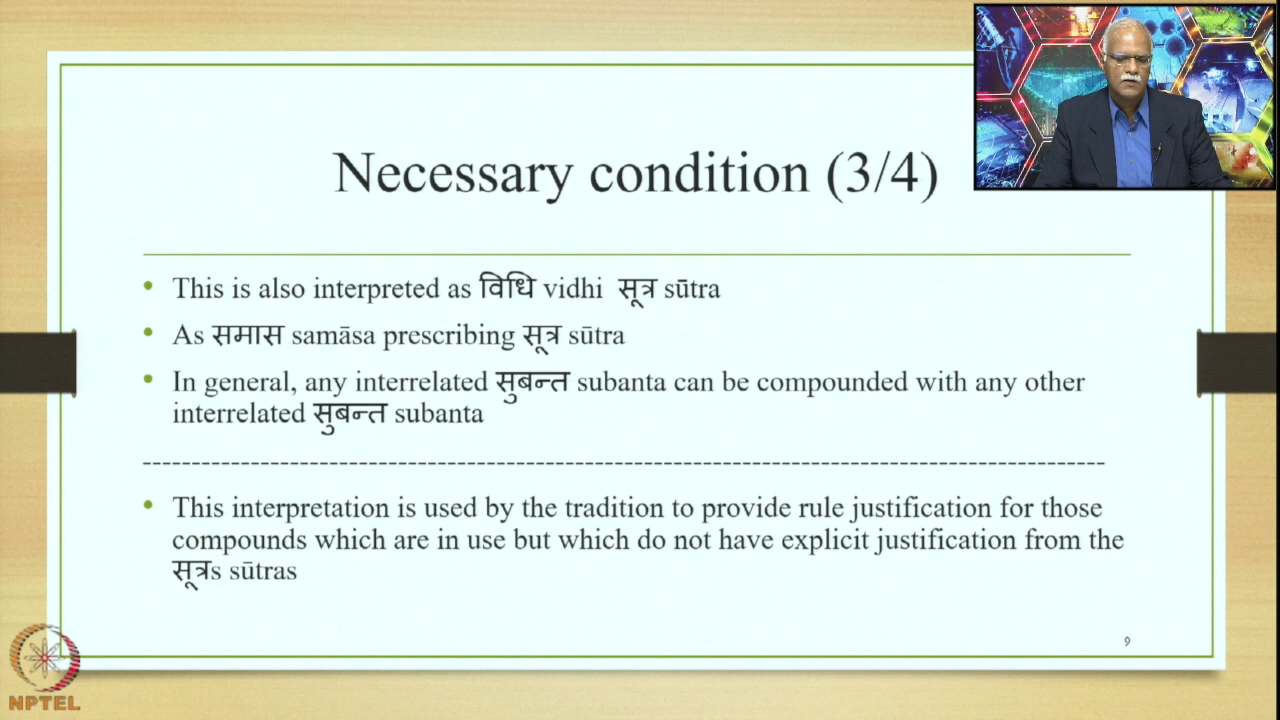 Necessary condition (3/4)
This is also interpreted as विधि vidhi सूत्र sūtra
As समास samāsa prescribing सूत्र sūtra
In general, any interrelated सुबन्त subanta can be compounded with any other
interrelated सुबन्त subanta
---------------------------------------------------------------------------------------------
This interpretation is used by the tradition to provide rule justification for those
compounds which are in use but which do not have explicit justification from the
सूत्रs sūtras
9
NPTEL